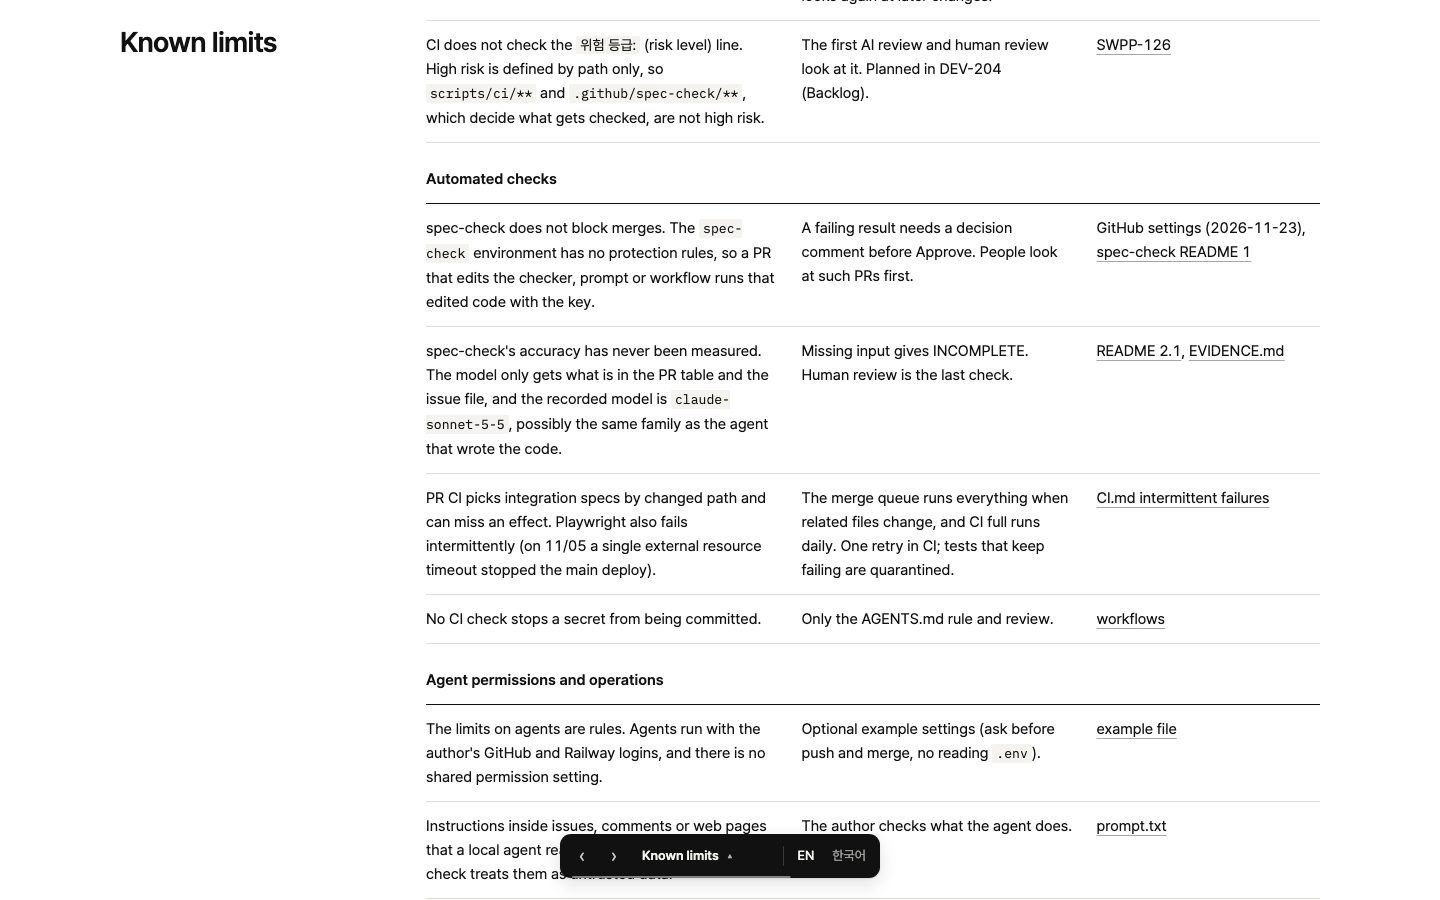 looks again at later changes.
Known limits
CI does not check the 위험 등급: (risk level) line.
High risk is defined by path only, so
scripts/ci/** and .github/spec-check/**,
which decide what gets checked, are not high risk.
The first AI review and human review
look at it. Planned in DEV-204
(Backlog).
SWPP-126
Automated checks
spec-check does not block merges. The spec-
check environment has no protection rules, so a PR
that edits the checker, prompt or workflow runs that
edited code with the key.
A failing result needs a decision
comment before Approve. People look
at such PRs first.
GitHub settings (2026-11-23),
spec-check README 1
spec-check's accuracy has never been measured.
The model only gets what is in the PR table and the
issue file, and the recorded model is claude-
sonnet-5-5, possibly the same family as the agent
that wrote the code.
Missing input gives INCOMPLETE.
Human review is the last check.
README 2.1, EVIDENCE.md
PR CI picks integration specs by changed path and
can miss an effect. Playwright also fails
intermittently (on 11/05 a single external resource
timeout stopped the main deploy).
The merge queue runs everything when
related files change, and CI full runs
daily. One retry in CI; tests that keep
failing are quarantined.
CI.md intermittent failures
No CI check stops a secret from being committed.
Only the AGENTS.md rule and review.
workflows
Agent permissions and operations
The limits on agents are rules. Agents run with the
author's GitHub and Railway logins, and there is no
shared permission setting.
Optional example settings (ask before
push and merge, no reading .env).
example file
Instructions inside issues, comments or web pages
that a local agent
check treats them as
The author checks what the agent does.
prompt.txt
‹ › Known limits ▲ EN 한국어